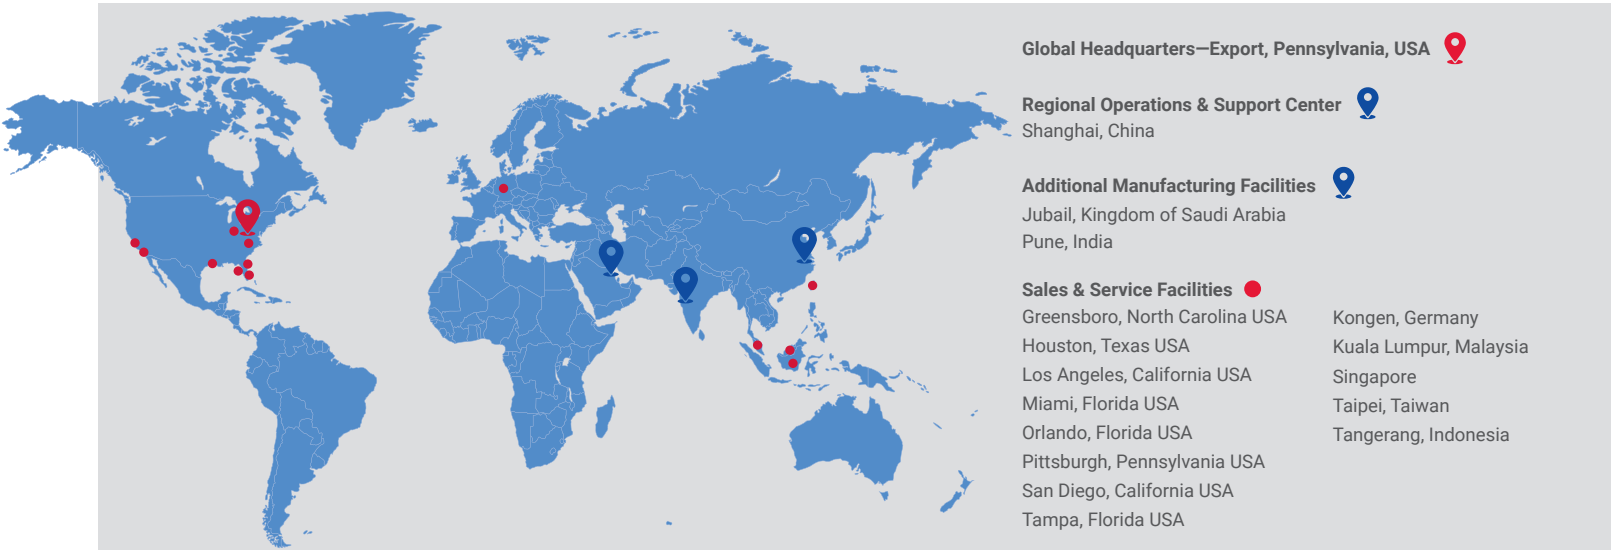 Global Headquarters—Export, Pennsylvania, USA
Regional Operations & Support Center
Shanghai, China
Additional Manufacturing Facilities
Jubail, Kingdom of Saudi Arabia
Pune, India
Sales & Service Facilities
Greensboro, North Carolina USA
Houston, Texas USA
Los Angeles, California USA
Miami, Florida USA
Orlando, Florida USA
Pittsburgh, Pennsylvania USA
San Diego, California USA
Tampa, Florida USA
Kongen, Germany
Kuala Lumpur, Malaysia
Singapore
Taipei, Taiwan
Tangerang, Indonesia